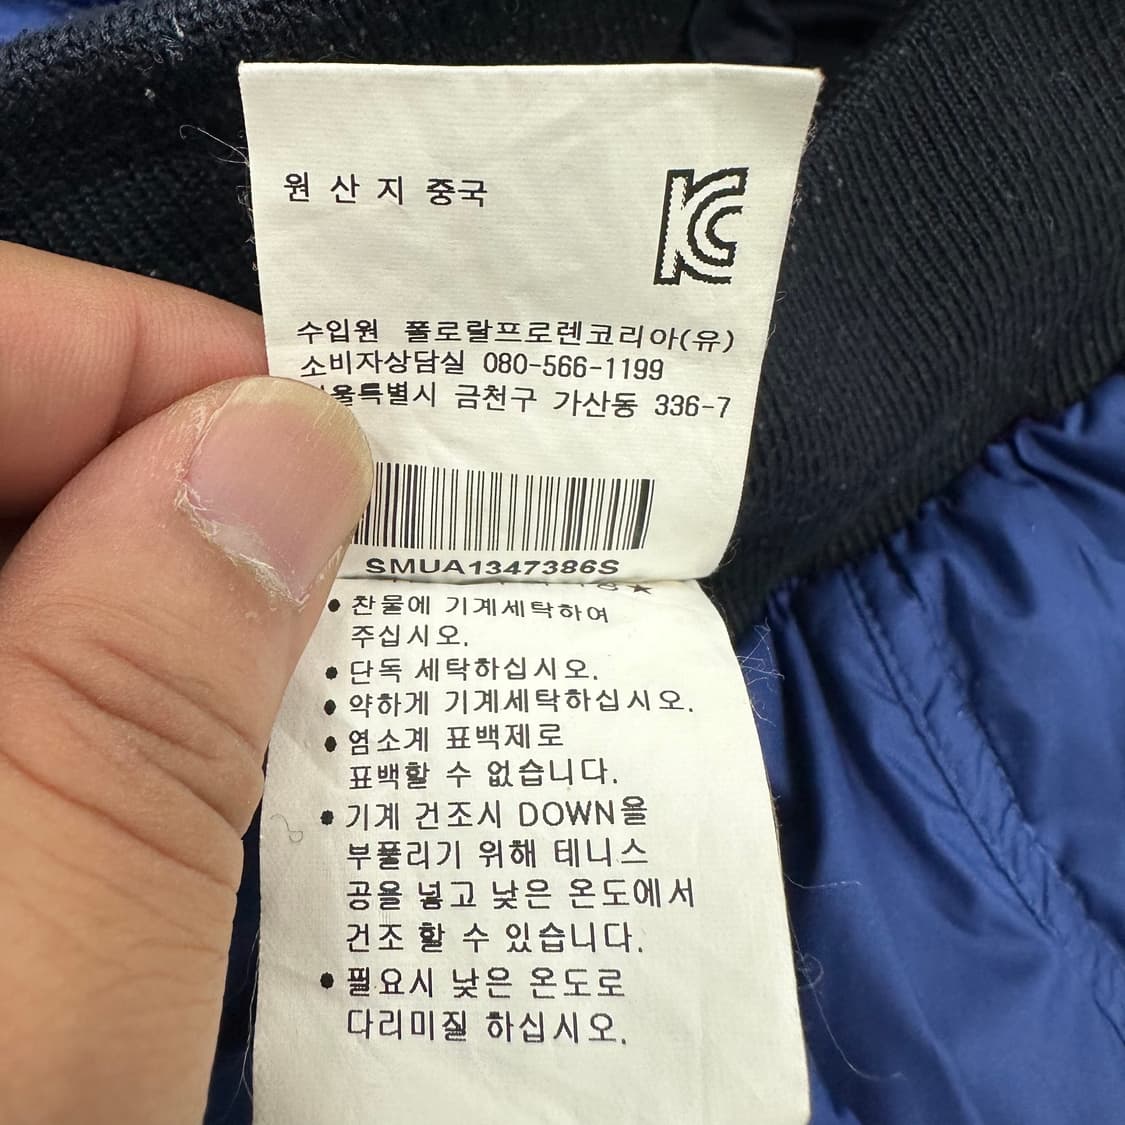 원 산 지 중국
KC
수입원 폴로랄프로렌코리아(유)
소비자상담실 080-566-1199
서울특별시 금천구 가산동 336-7
SMUA1347386S
• 찬물에 기계세탁하여
주십시오.
• 단독 세탁하십시오.
• 약하게 기계세탁하십시오.
• 염소계 표백제로
표백할 수 없습니다.
• 기계 건조시 DOWN을
부풀리기 위해 테니스
공을 넣고 낮은 온도에서
건조 할 수 있습니다.
• 필요시 낮은 온도로
다리미질 하십시오.